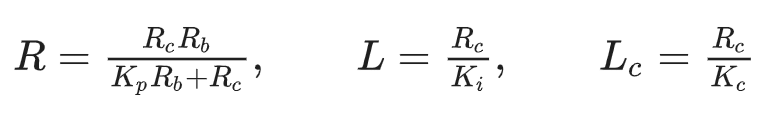 R = \frac{R_c R_b}{K_p R_b + R_c}, L = \frac{R_c}{K_i}, L_c = \frac{R_c}{K_c}